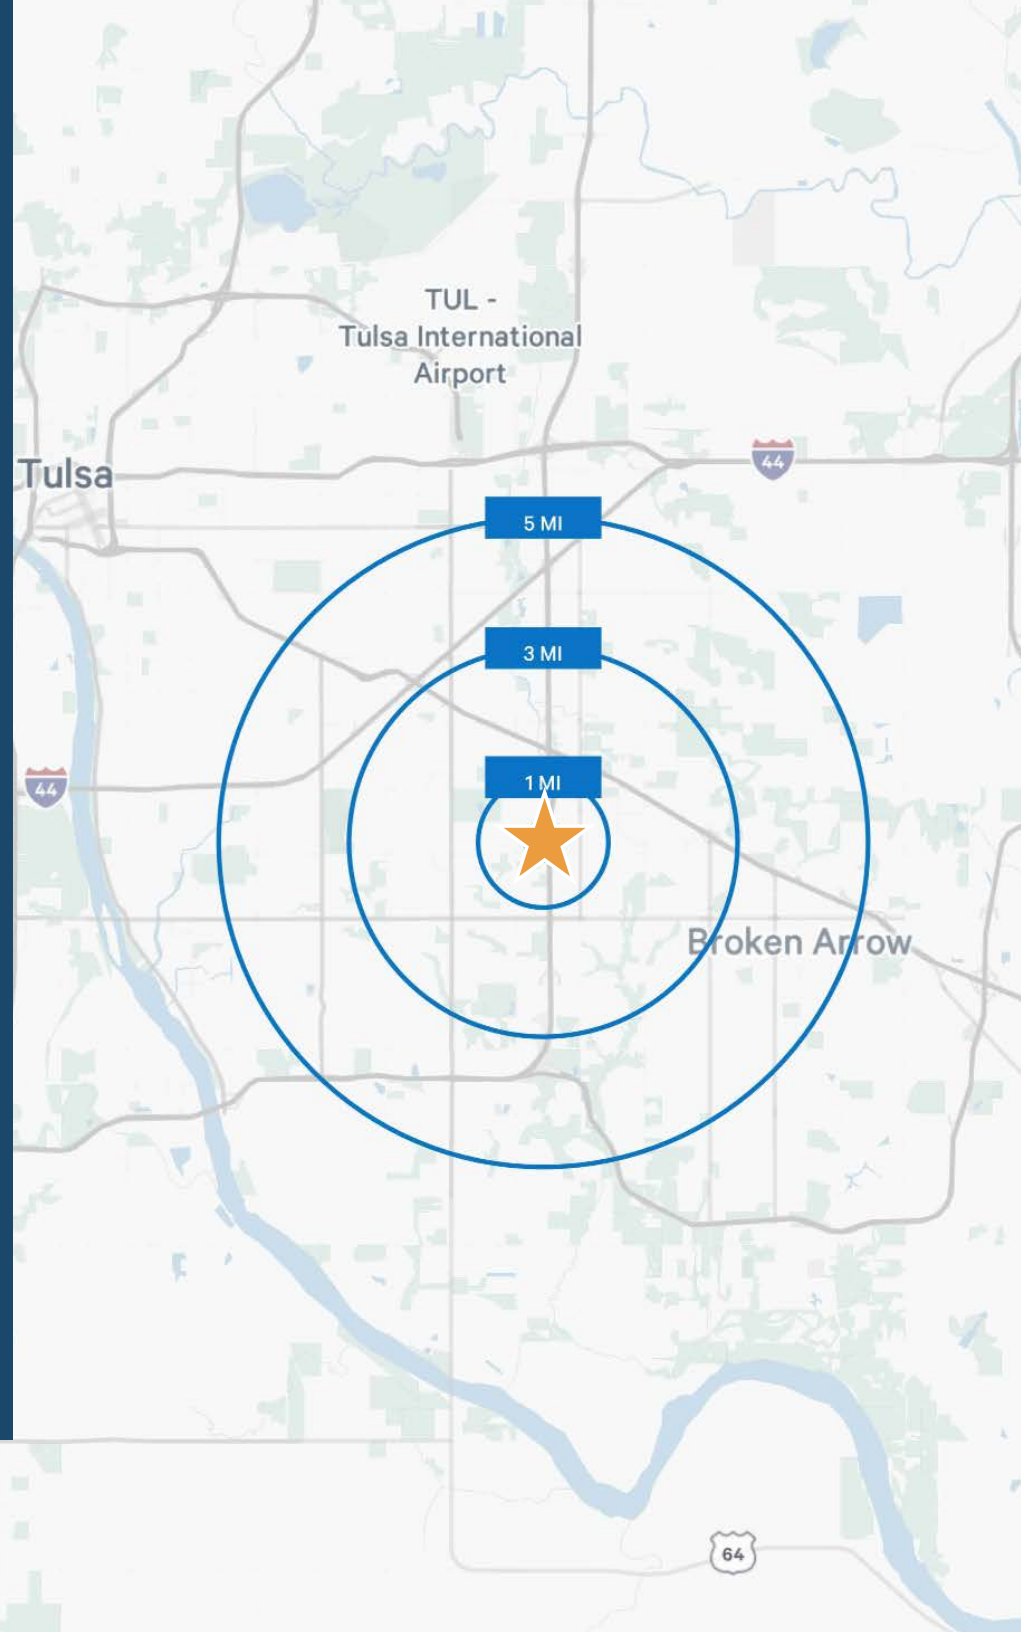 TUL -
Tulsa International
Airport
44
Tulsa
5 MI
3 MI
1 MI
44
Broken Arrow
64